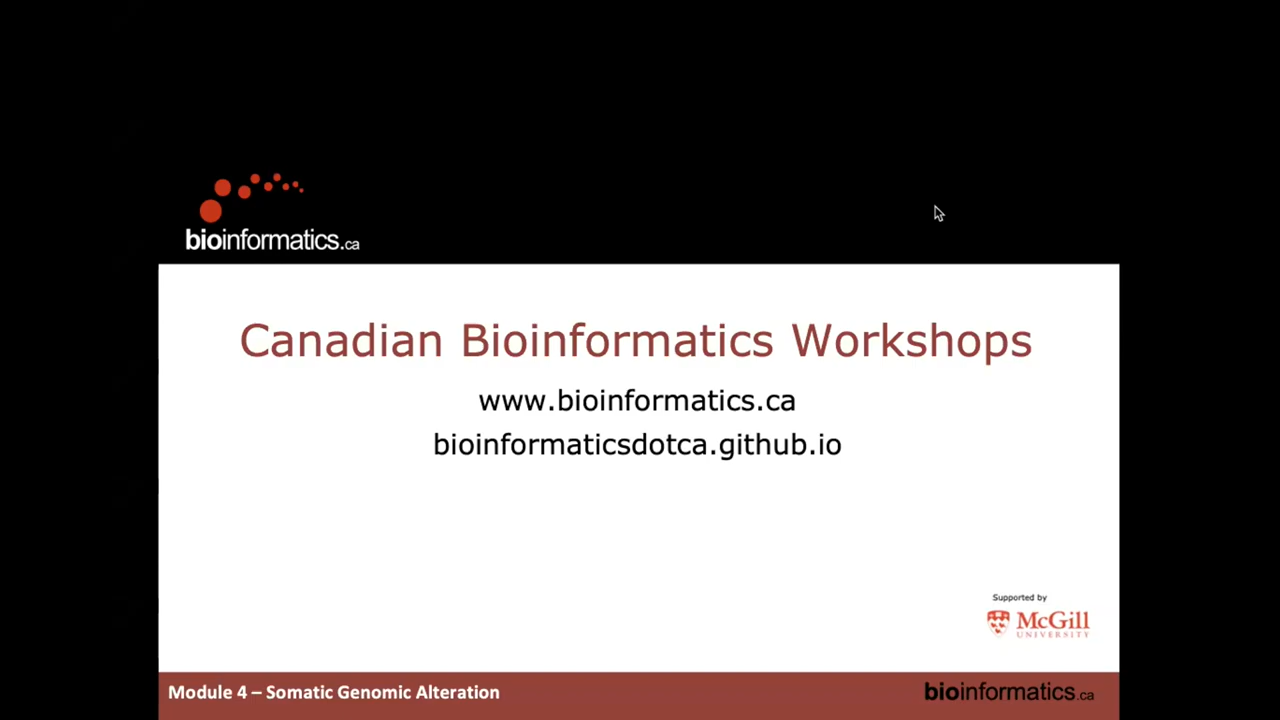 bioinformatics.ca
Canadian Bioinformatics Workshops
www.bioinformatics.ca
bioinformaticsdotca.github.io
Supported by
McGill
UNIVERSITY
Module 4 – Somatic Genomic Alteration
bioinformatics.ca